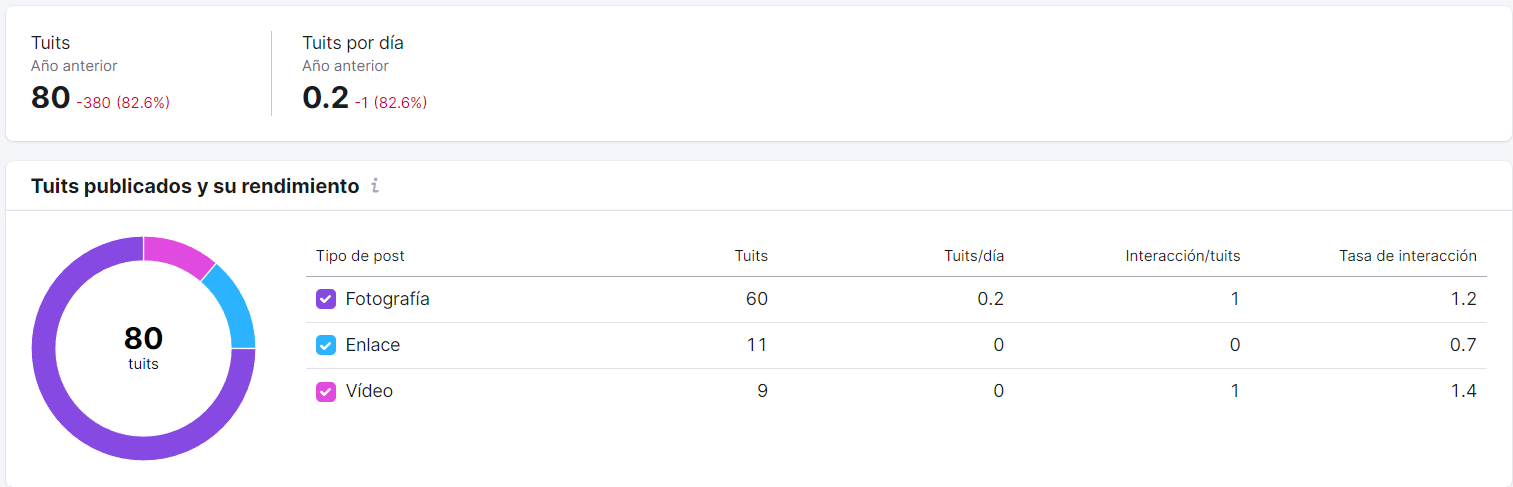 Tuits
Año anterior
80 -380 (82.6%)
Tuits por día
Año anterior
0.2 -1 (82.6%)
Tuits publicados y su rendimiento i
80
tuits
Tipo de post Tuits Tuits/día Interacción/tuits Tasa de interacción
Fotografía 60 0.2 1 1.2
Enlace 11 0 0 0.7
Vídeo 9 0 1 1.4